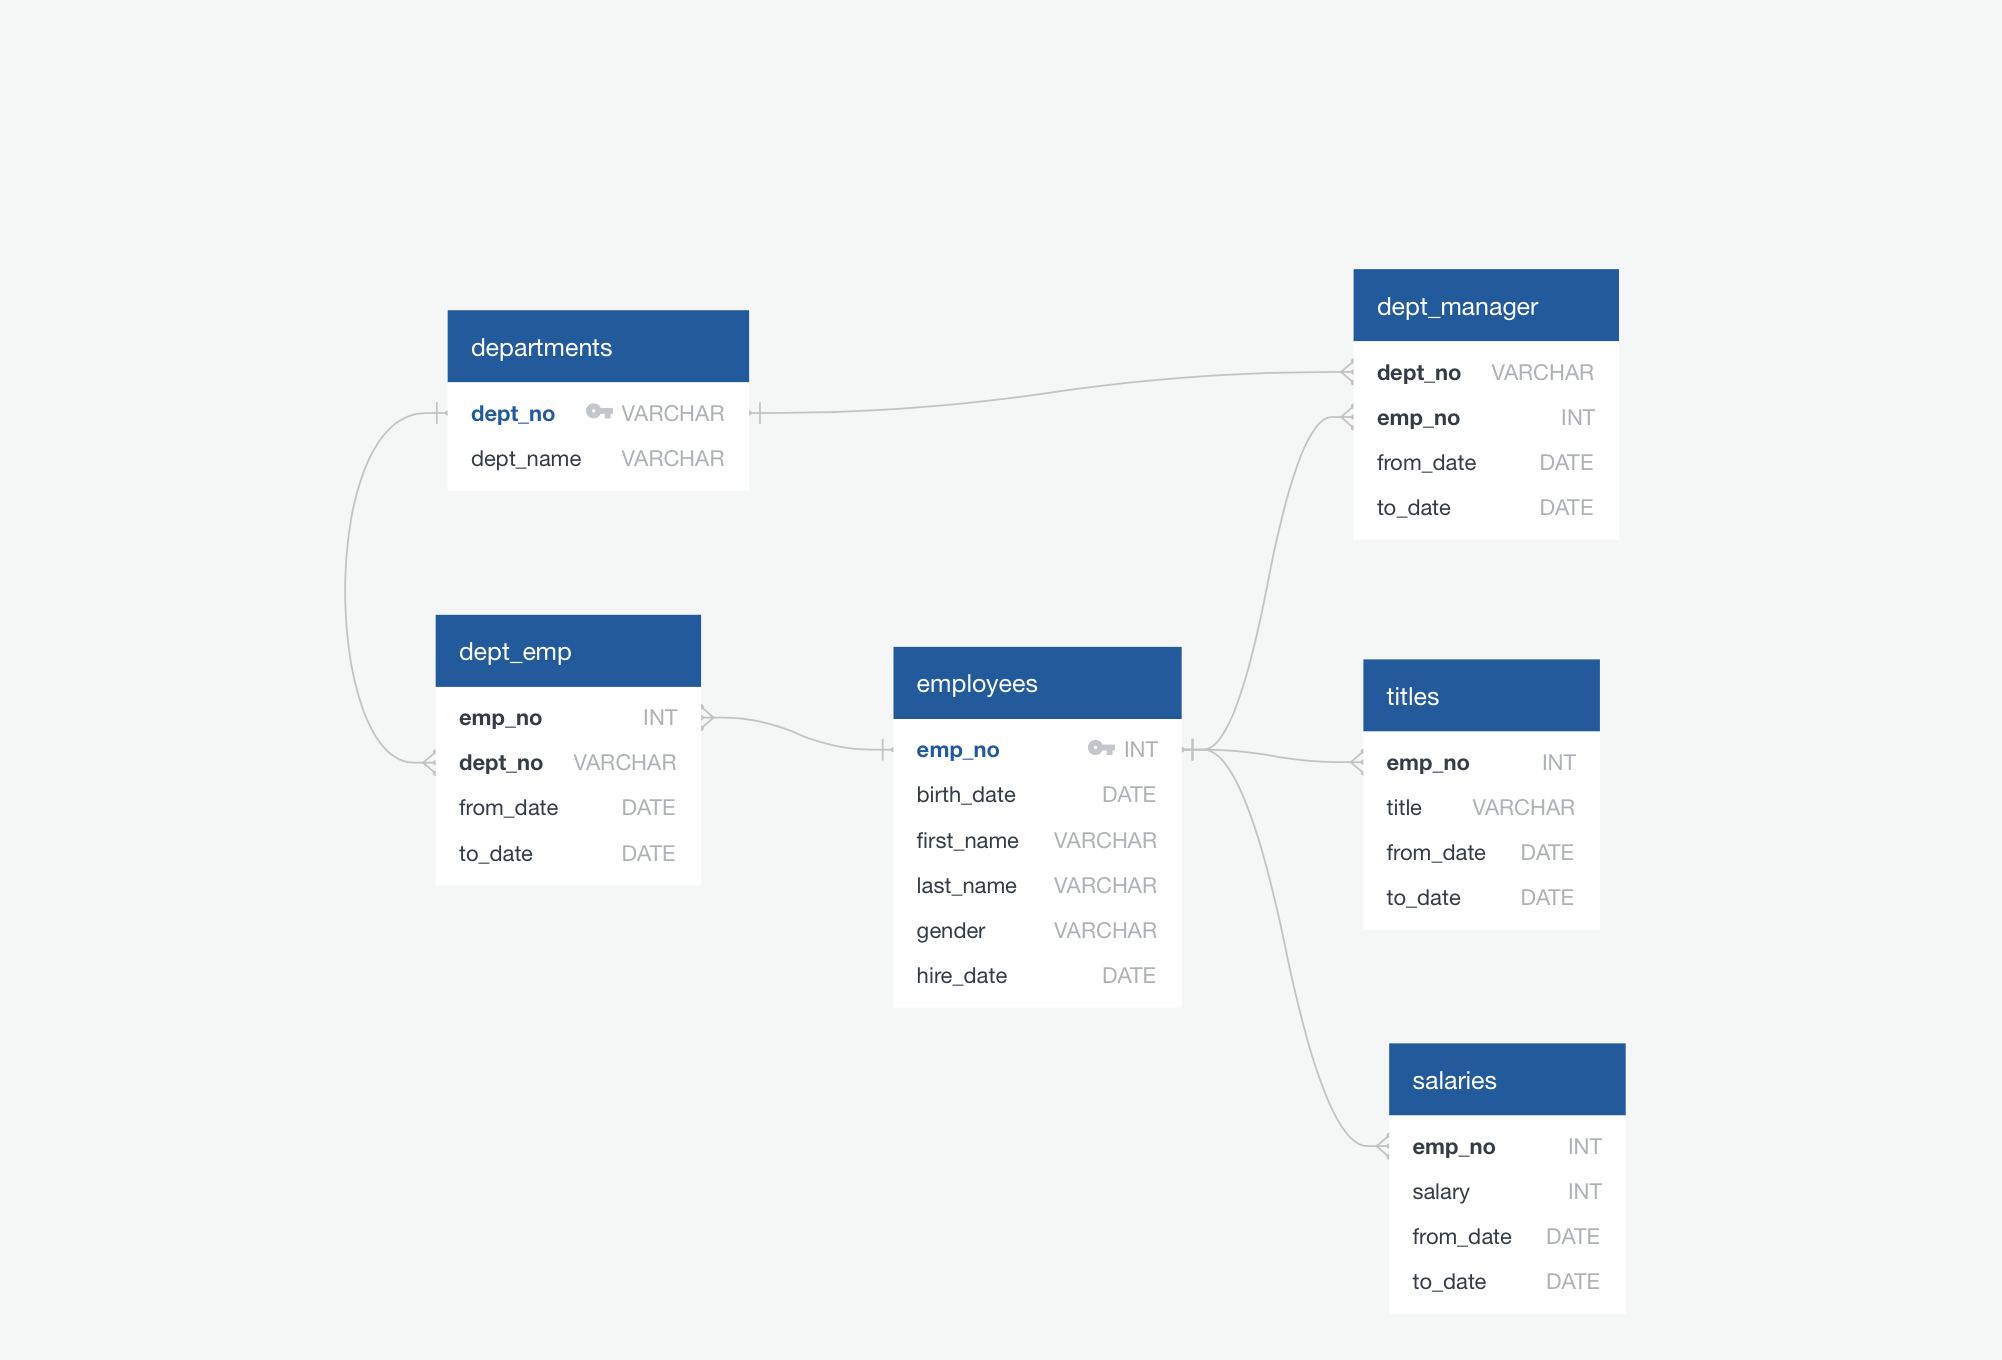 departments
dept_no VARCHAR
dept_name VARCHAR
dept_manager
dept_no VARCHAR
emp_no INT
from_date DATE
to_date DATE
dept_emp
emp_no INT
dept_no VARCHAR
from_date DATE
to_date DATE
employees
emp_no INT
birth_date DATE
first_name VARCHAR
last_name VARCHAR
gender VARCHAR
hire_date DATE
titles
emp_no INT
title VARCHAR
from_date DATE
to_date DATE
salaries
emp_no INT
salary INT
from_date DATE
to_date DATE